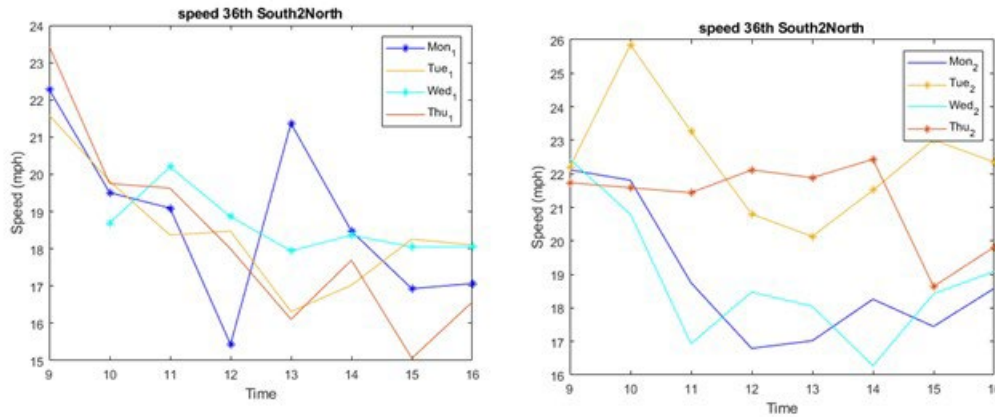 speed 36th South2North
24
23
22
21
20
19
18
17
16
15
Speed (mph)
9 10 11 12 13 14 15 16
Time
Mon1
Tue1
Wed1
Thu1
speed 36th South2North
26
25
24
23
22
21
20
19
18
17
16
Speed (mph)
9 10 11 12 13 14 15
Time
Mon2
Tue2
Wed2
Thu2